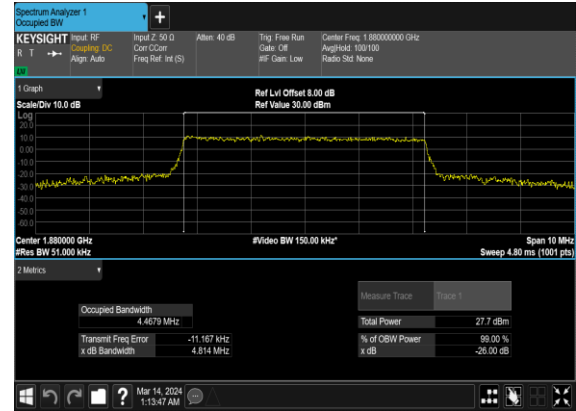 Spectrum Analyzer 1
Occupied BW
KEYSIGHT Input: RF Input Z: 50 Ω Atten: 40 dB Trig: Free Run Center Freq: 1.880000000 GHz
R T Coupling: DC Corr CCorr Gate: Off Avg|Hold: 100/100
Align: Auto Freq Ref: Int (S) #IF Gain: Low Radio Std: None
LV
1 Graph
Ref Lvl Offset 8.00 dB
Scale/Div 10.0 dB Ref Value 30.00 dBm
Log
20.0
10.0
0.00
-10.0
-20.0
-30.0
-40.0
-50.0
-60.0
Center 1.880000 GHz #Video BW 150.00 kHz* Span 10 MHz
#Res BW 51.000 kHz Sweep 4.80 ms (1001 pts)
2 Metrics
Measure Trace Trace 1
Occupied Bandwidth
4.4679 MHz Total Power 27.7 dBm
Transmit Freq Error -11.167 kHz % of OBW Power 99.00 %
x dB Bandwidth 4.814 MHz x dB -26.00 dB
? Mar 14, 2024
1:13:47 AM